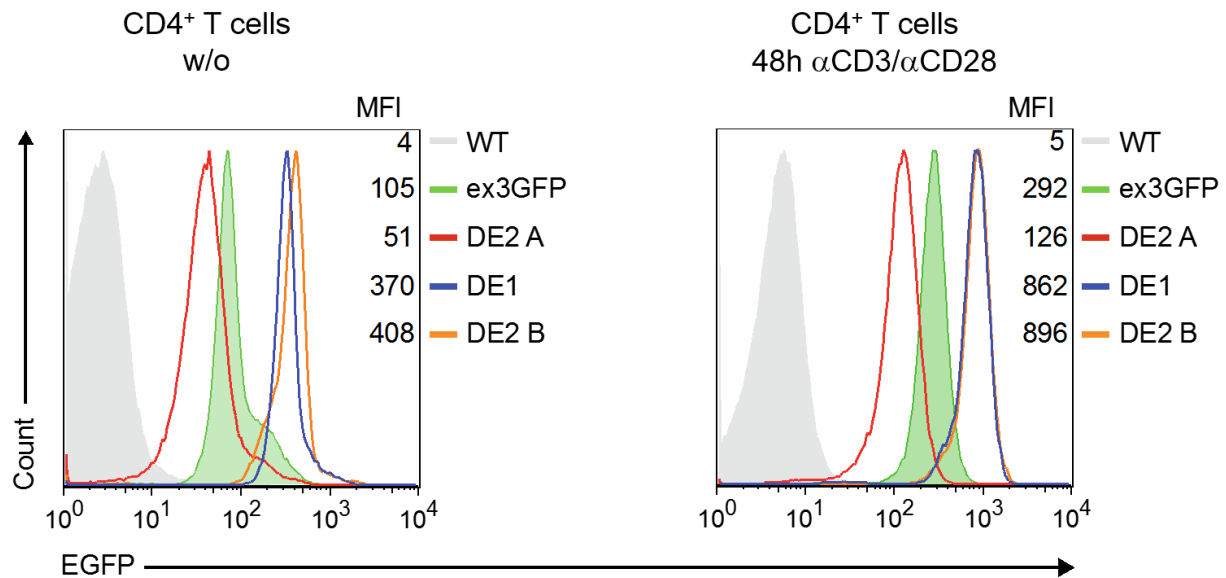 CD4⁺ T cells
w/o
MFI
4 WT
105 ex3GFP
51 DE2 A
370 DE1
408 DE2 B
Count
10⁰ 10¹ 10² 10³ 10⁴
CD4⁺ T cells
48h αCD3/αCD28
MFI
5 WT
292 ex3GFP
126 DE2 A
862 DE1
896 DE2 B
10⁰ 10¹ 10² 10³ 10⁴
EGFP